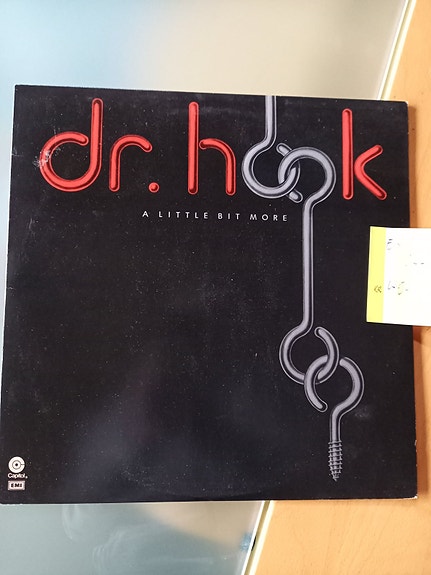 dr. hook
A LITTLE BIT MORE
Capitol
EMI